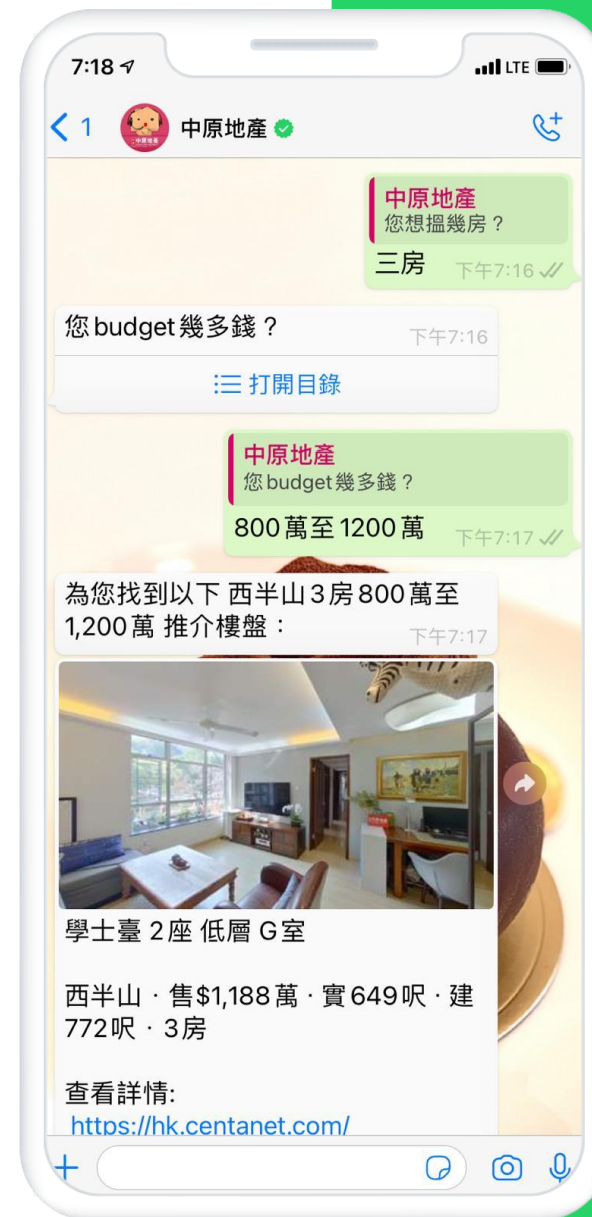 7:18
LTE
1
中原地產
中原地產
中原地產
您想搵幾房？
三房
下午7:16
您budget幾多錢？
下午7:16
打開目錄
中原地產
您budget幾多錢？
800萬至1200萬
下午7:17
為您找到以下 西半山3房800萬至
1,200萬 推介樓盤：
下午7:17
學士臺 2座 低層 G室
西半山·售$1,188萬·實649呎·建
772呎·3房
查看詳情:
https://hk.centanet.com/